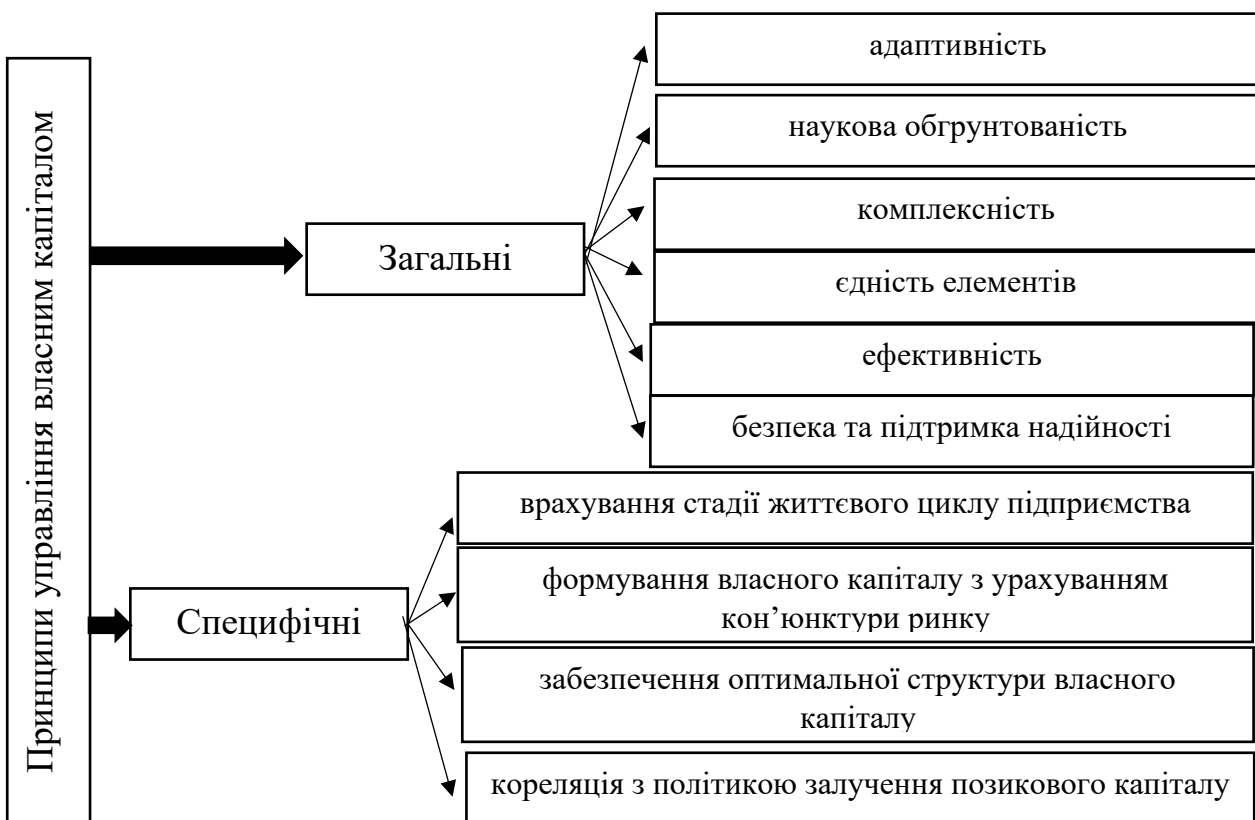 Принципи управління власним капіталом
Загальні
адаптивність
наукова обгрунтованість
комплексність
єдність елементів
ефективність
безпека та підтримка надійності
Специфічні
врахування стадії життєвого циклу підприємства
формування власного капіталу з урахуванням
кон’юнктури ринку
забезпечення оптимальної структури власного
капіталу
кореляція з політикою залучення позикового капіталу